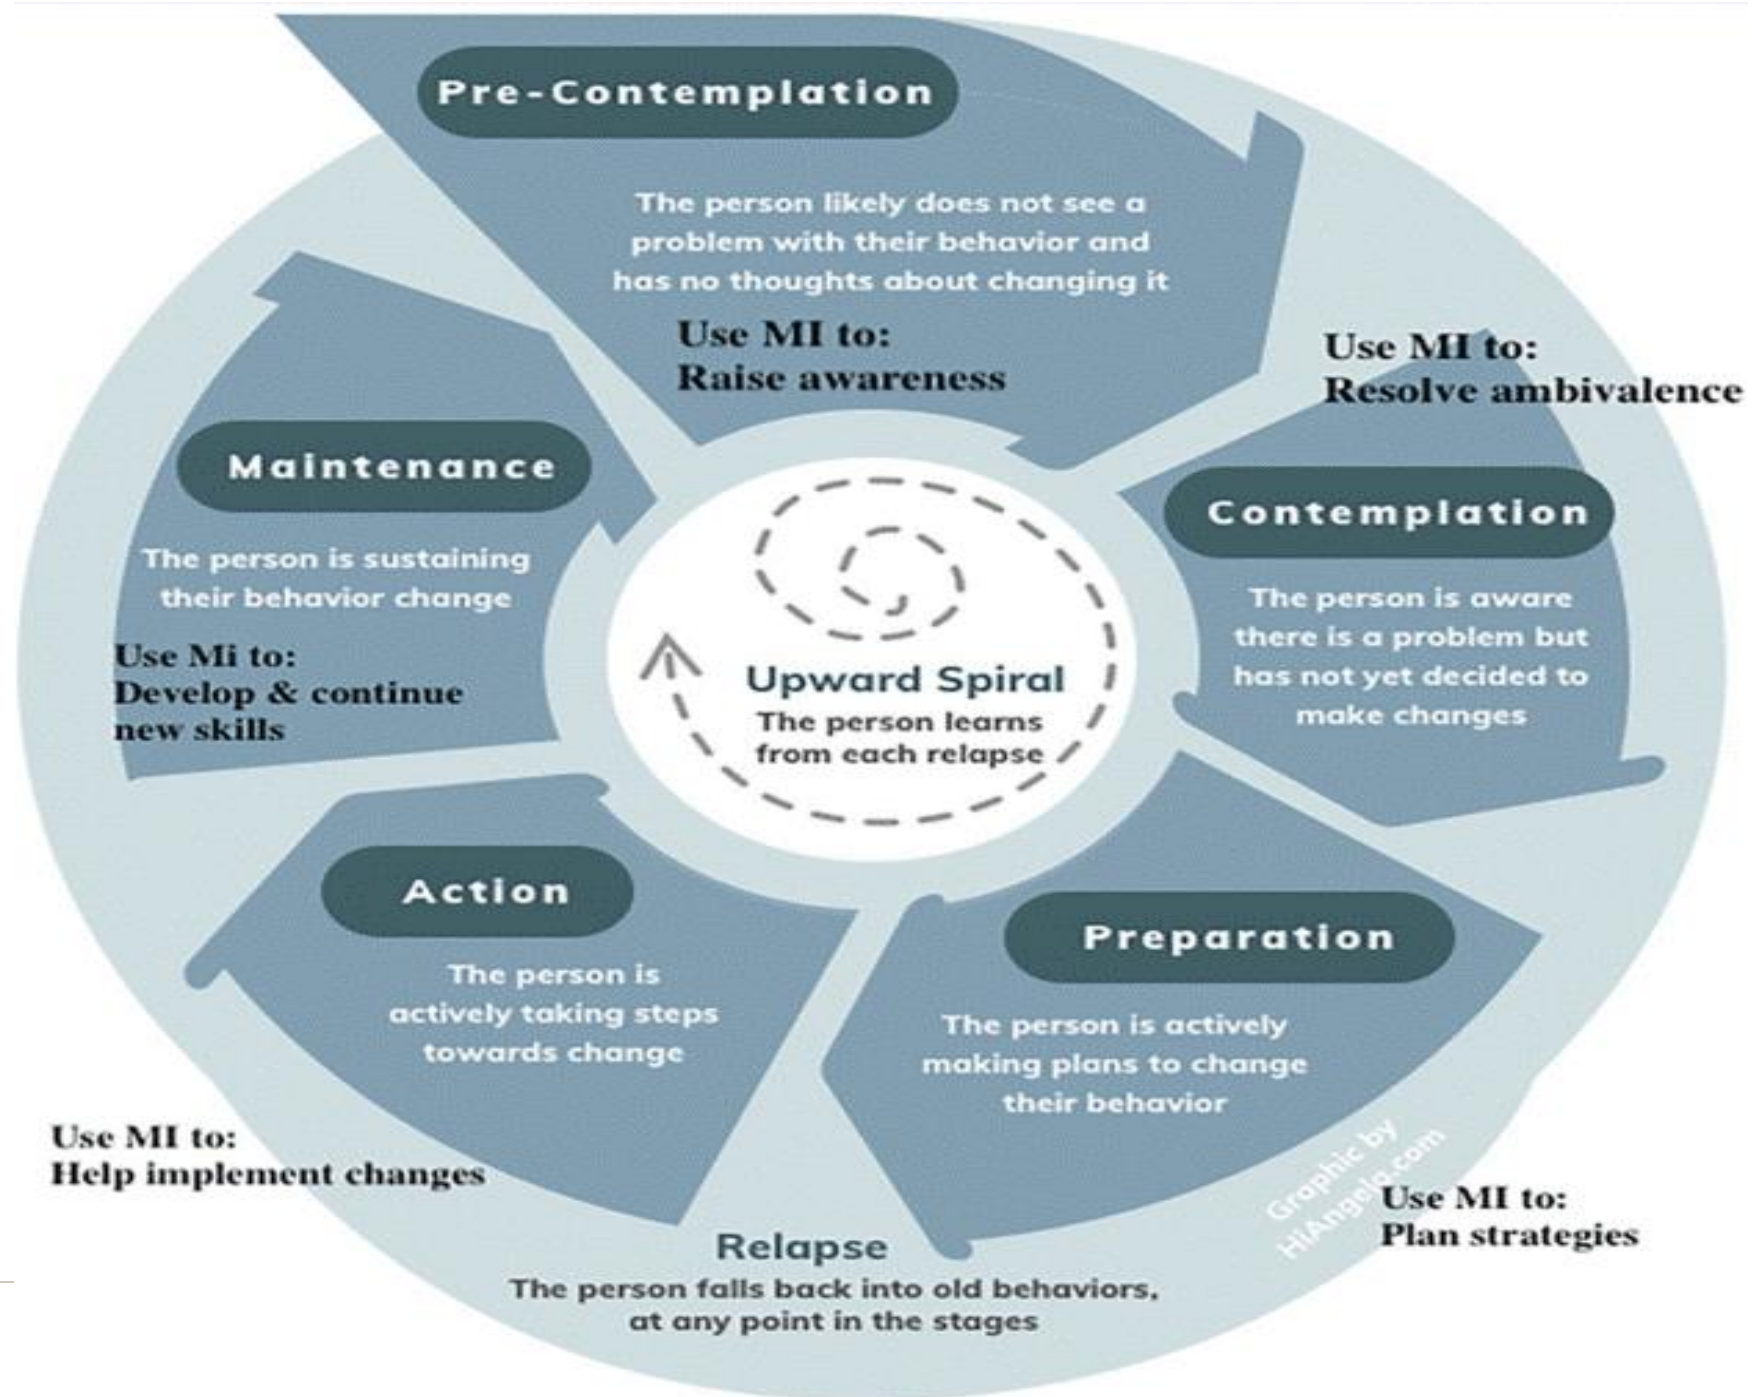 Pre-Contemplation
The person likely does not see a
problem with their behavior and
has no thoughts about changing it
Use MI to:
Raise awareness
Use MI to:
Resolve ambivalence
Contemplation
The person is aware
there is a problem but
has not yet decided to
make changes
Preparation
The person is actively
making plans to change
their behavior
Graphic by
HiAngelo.com
Use MI to:
Plan strategies
Action
The person is
actively taking steps
towards change
Use MI to:
Help implement changes
Maintenance
The person is sustaining
their behavior change
Use Mi to:
Develop & continue
new skills
Upward Spiral
The person learns
from each relapse
Relapse
The person falls back into old behaviors,
at any point in the stages